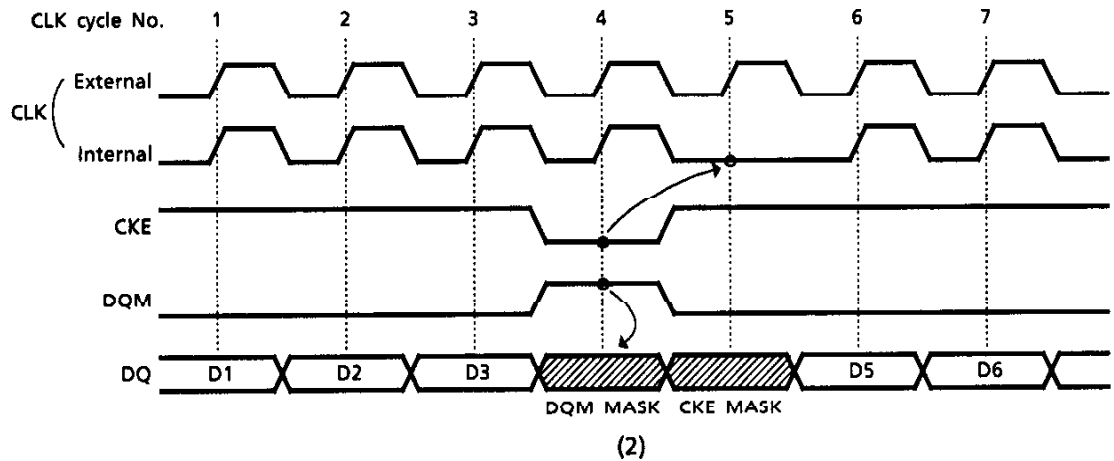 CLK cycle No. 1 2 3 4 5 6 7
External
CLK
Internal
CKE
DQM
DQ D1 D2 D3 D5 D6
DQM MASK CKE MASK
(2)